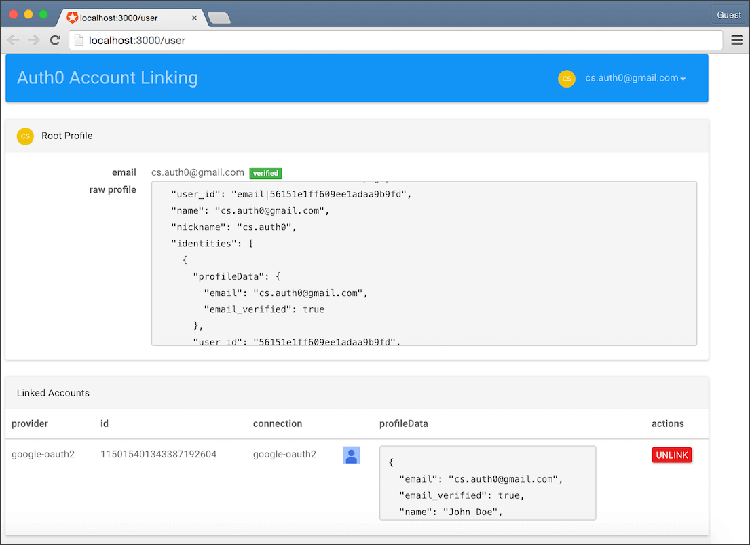 localhost:3000/user
Guest
localhost:3000/user
Auth0 Account Linking
CS
cs.auth0@gmail.com
CS
Root Profile
email
cs.auth0@gmail.com
verified
raw profile
"user_id": "email|56151e1ff609ee1adaa9b9fd",
"name": "cs.auth0@gmail.com",
"nickname": "cs.auth0",
"identities": [
{
"profileData": {
"email": "cs.auth0@gmail.com",
"email_verified": true
},
"user_id": "56151e1ff609ee1adaa9b9fd",
Linked Accounts
provider id connection profileData actions
google-oauth2 115015401343387192604 google-oauth2 UNLINK
{
"email": "cs.auth0@gmail.com",
"email_verified": true,
"name": "John Doe",